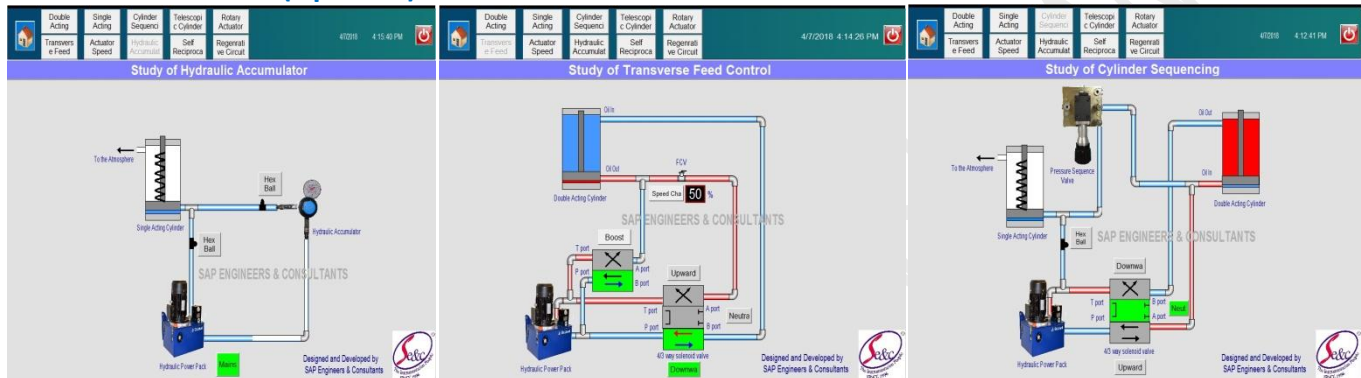 Double Acting
Single Acting
Cylinder Sequenci
Telescopi c Cylinder
Rotary Actuator
Transvers e Feed
Actuator Speed
Hydraulic Accumulat
Self Reciproca
Regenrati ve Circuit
4/7/2018 4:15:40 PM
Study of Hydraulic Accumulator
To the Atmosphere
Hex Ball
Single Acting Cylinder
Hydraulic Accumulator
Hex Ball
SAP ENGINEERS & CONSULTANTS
Hydraulic Power Pack
Mains
Designed and Developed by
SAP Engineers & Consultants
Se&c
Double Acting
Single Acting
Cylinder Sequenci
Telescopi c Cylinder
Rotary Actuator
Transvers e Feed
Actuator Speed
Hydraulic Accumulat
Self Reciproca
Regenrati ve Circuit
4/7/2018 4:14:26 PM
Study of Transverse Feed Control
Oil In
Oil Out
FCV
Speed Cha 50 %
Double Acting Cylinder
SAP ENGINEERS & CONSULTANTS
Boost
T port
P port
A port
B port
Upward
T port
A port
Neutra
P port
B port
4/3 way solenoid valve
Downwa
Hydraulic Power Pack
Designed and Developed by
SAP Engineers & Consultants
Se&c
Double Acting
Single Acting
Cylinder Sequenci
Telescopi c Cylinder
Rotary Actuator
Transvers e Feed
Actuator Speed
Hydraulic Accumulat
Self Reciproca
Regenrati ve Circuit
4/7/2018 4:12:41 PM
Study of Cylinder Sequencing
Oil Out
To the Atmosphere
Pressure Sequence
Valve
Oil In
Double Acting Cylinder
Single Acting Cylinder
Hex Ball
SAP ENGINEERS & CONSULTANTS
Downwa
T port
B port
Neut
P port
A port
4/3 way solenoid valve
Upward
Hydraulic Power Pack
Designed and Developed by
SAP Engineers & Consultants
Se&c